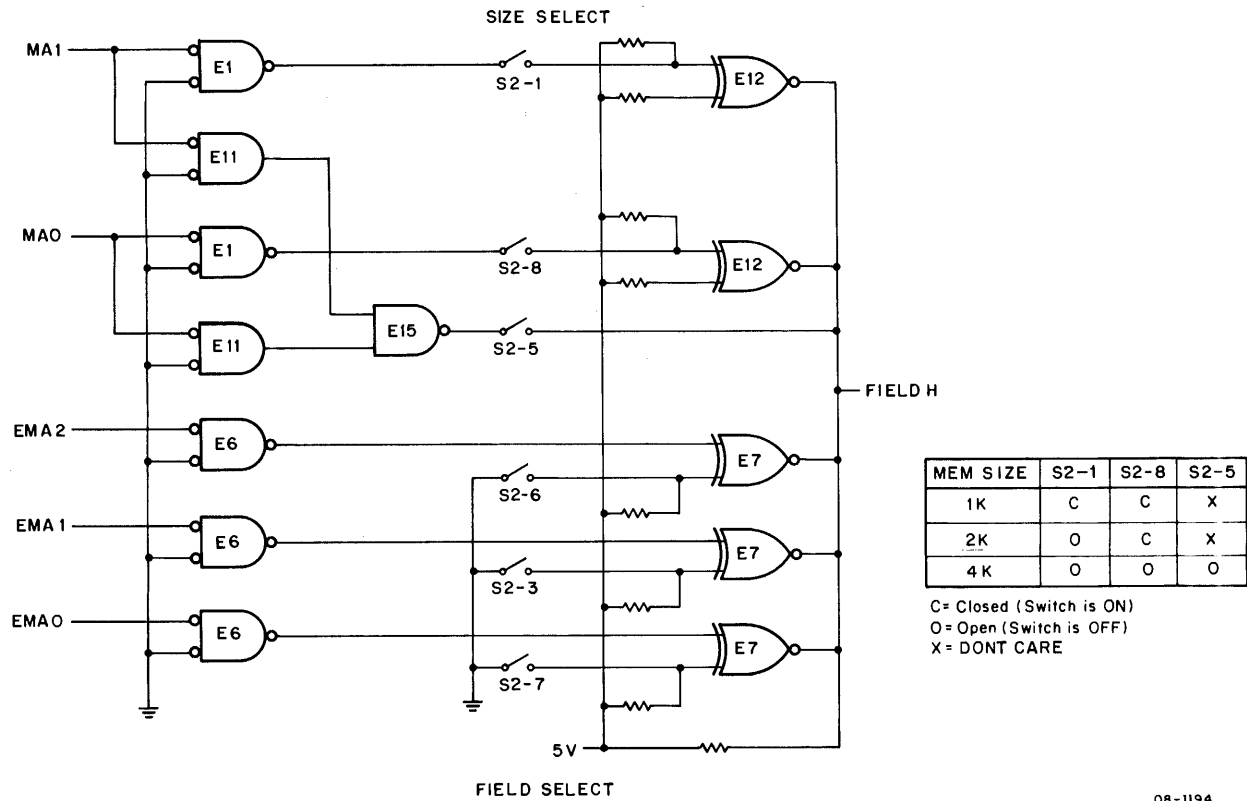 SIZE SELECT
MA1
E1
S2-1
E12
E11
MA0
E1
S2-8
E12
E11
E15
S2-5
FIELD H
EMA2
E6
S2-6
E7
EMA1
E6
S2-3
E7
EMA0
E6
S2-7
E7
5V
FIELD SELECT
MEM SIZE S2-1 S2-8 S2-5
1K C C X
2K O C X
4K O O O
C= Closed (Switch is ON)
O= Open (Switch is OFF)
X= DONT CARE
08-1194